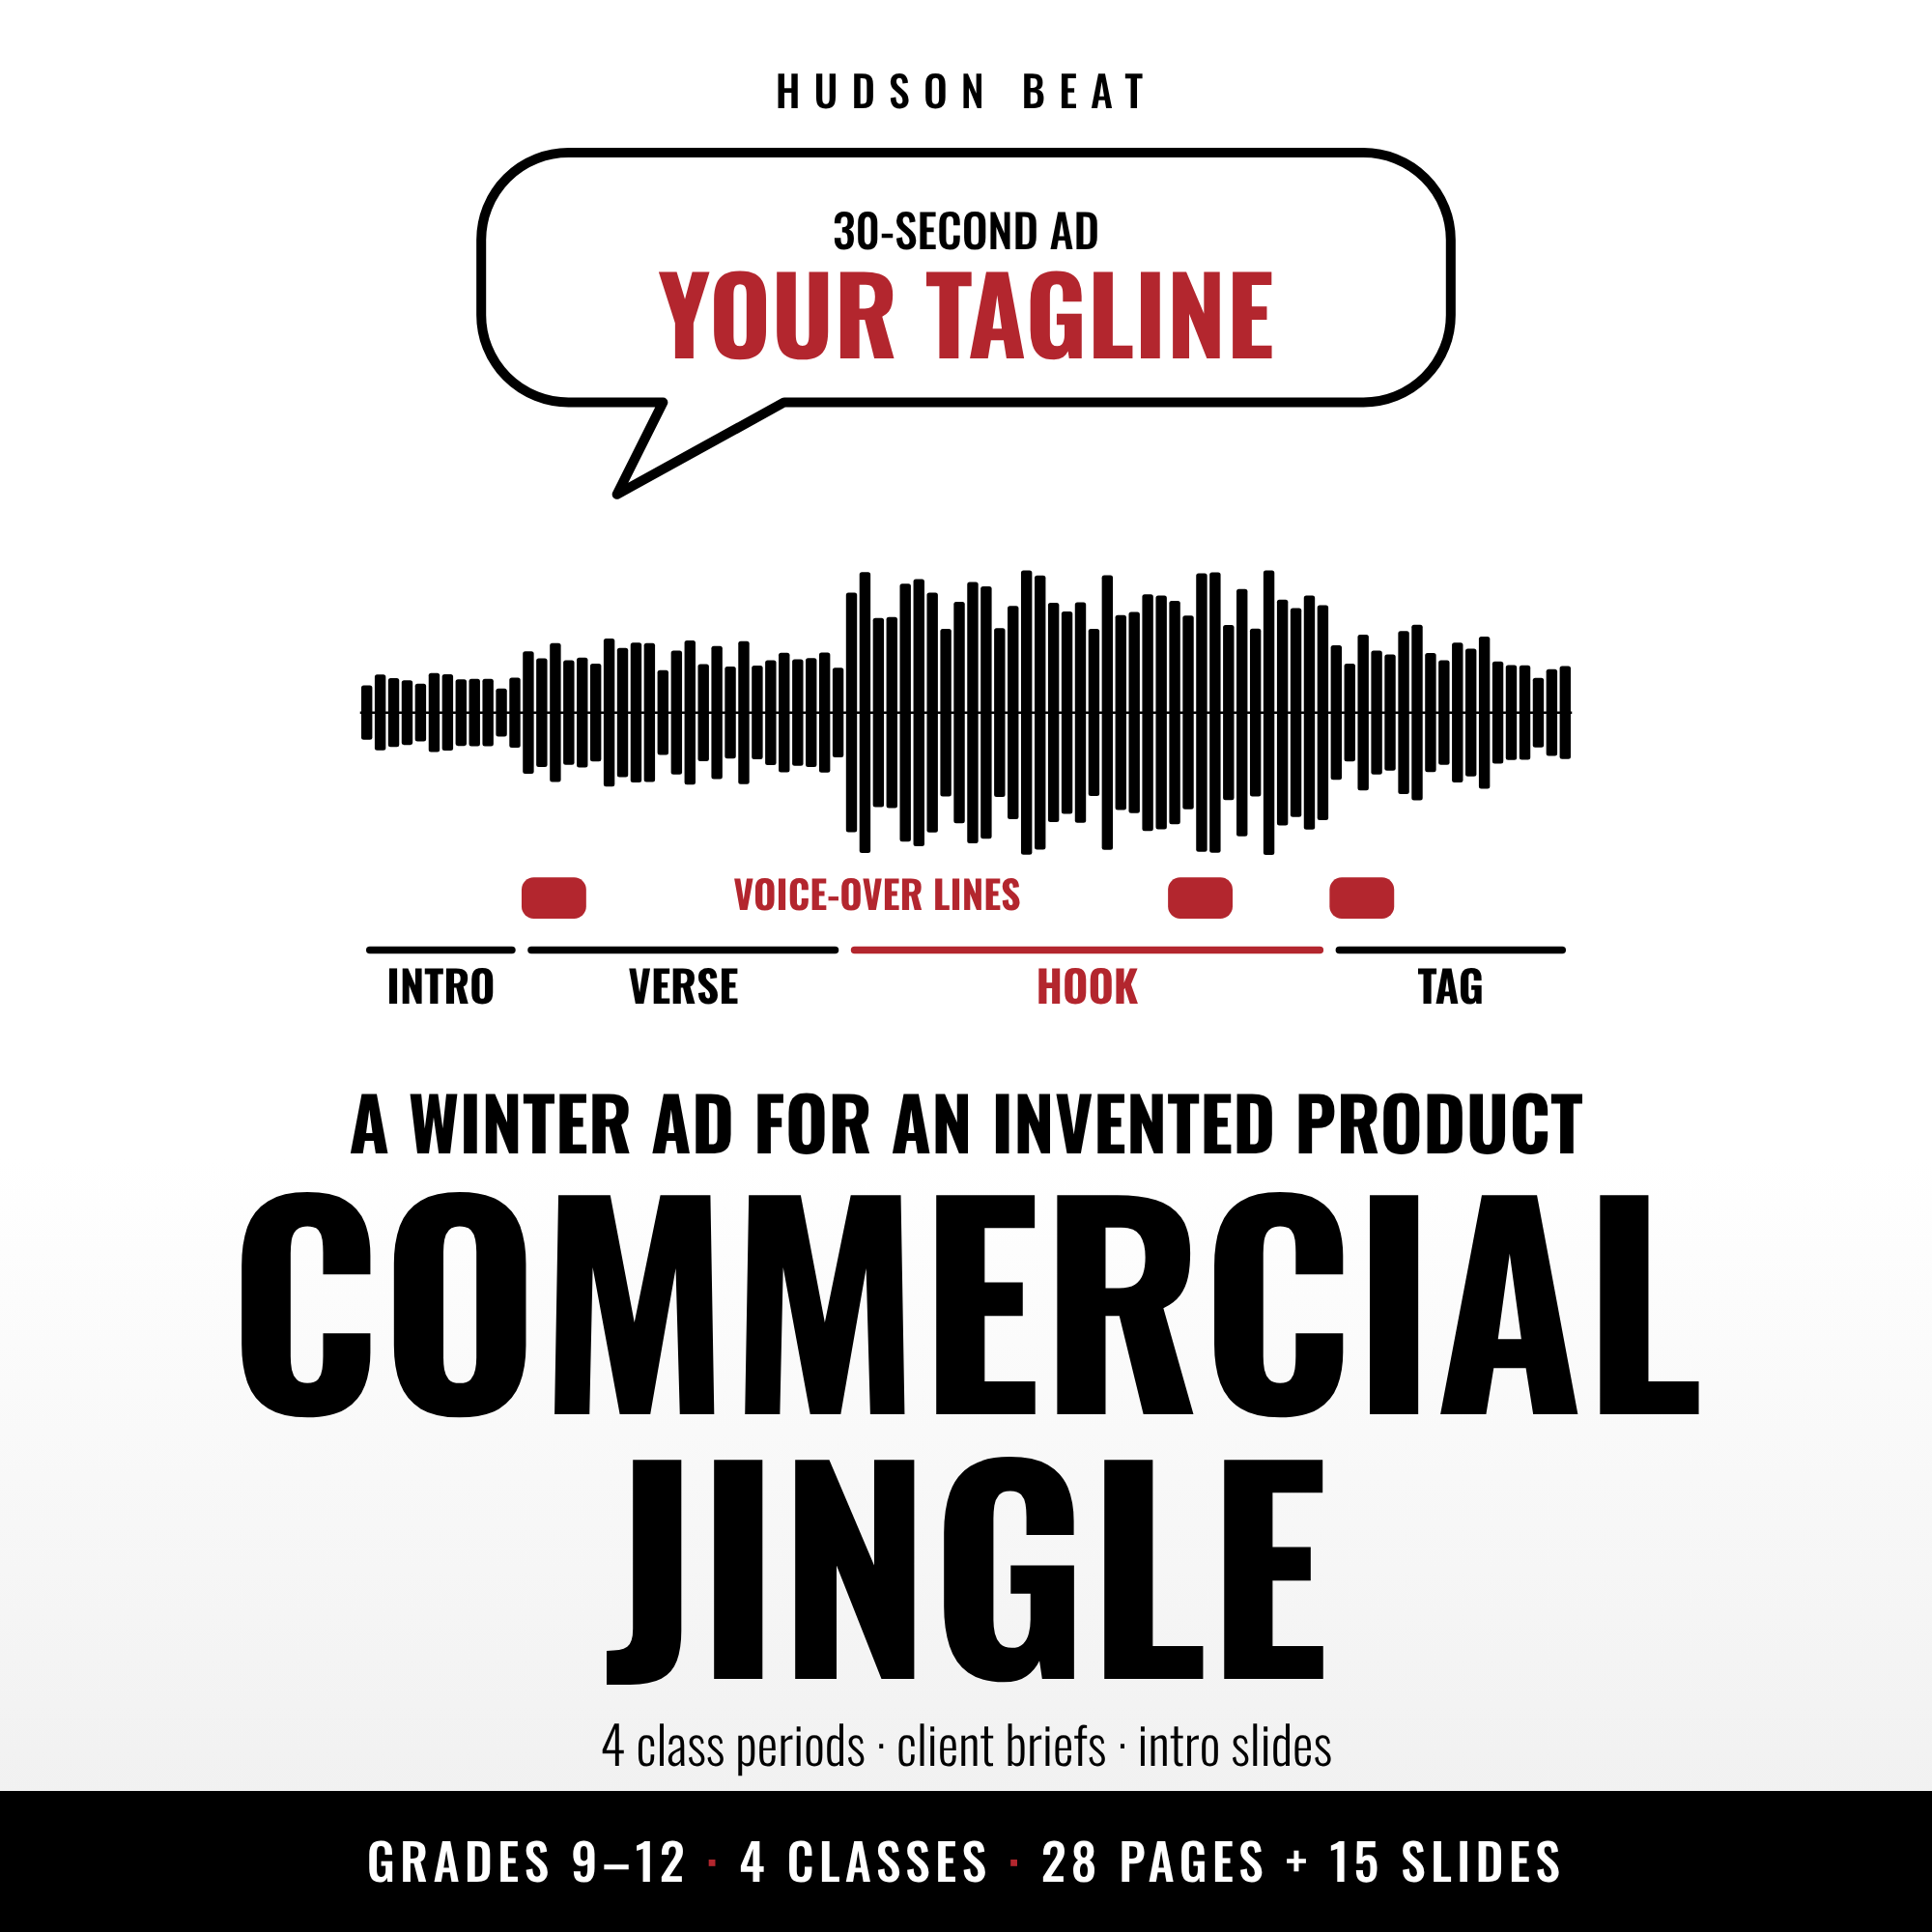 HUDSON BEAT
30-SECOND AD
YOUR TAGLINE
VOICE-OVER LINES
INTRO VERSE HOOK TAG
A WINTER AD FOR AN INVENTED PRODUCT
COMMERCIAL
JINGLE
4 class periods · client briefs · intro slides
GRADES 9–12 · 4 CLASSES · 28 PAGES + 15 SLIDES